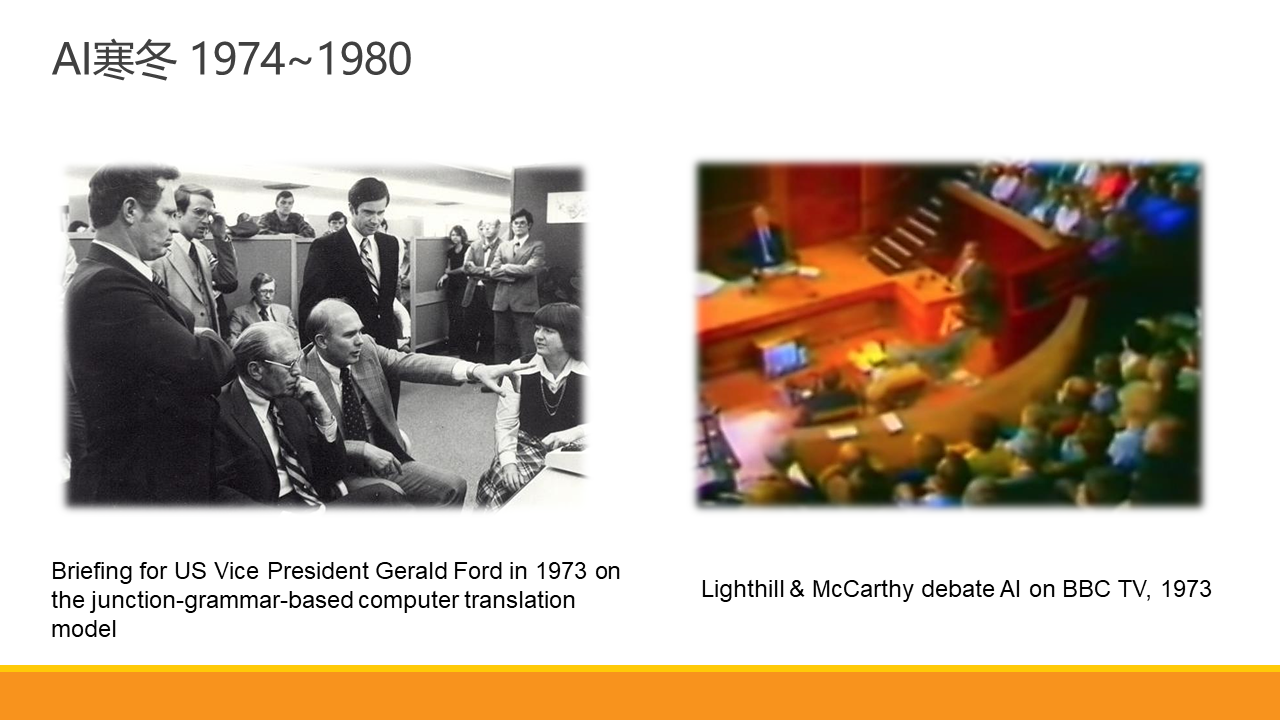 AI寒冬 1974~1980
Briefing for US Vice President Gerald Ford in 1973 on
the junction-grammar-based computer translation
model
Lighthill & McCarthy debate AI on BBC TV, 1973